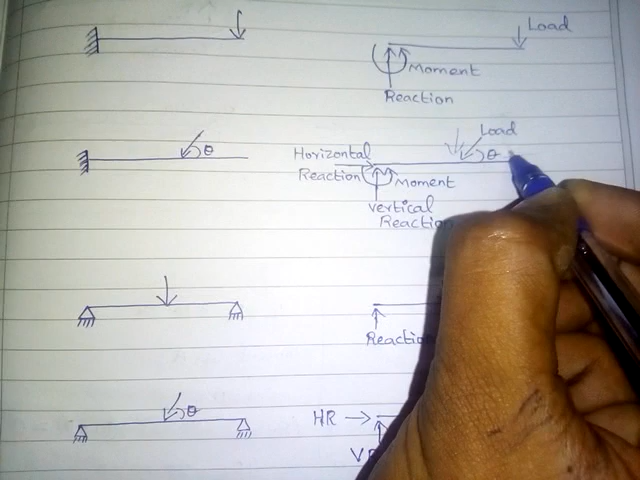 Load
Moment
Reaction
θ
Load
Horizontal
θ
Reaction
Moment
Vertical
Reaction
Reaction
θ
HR